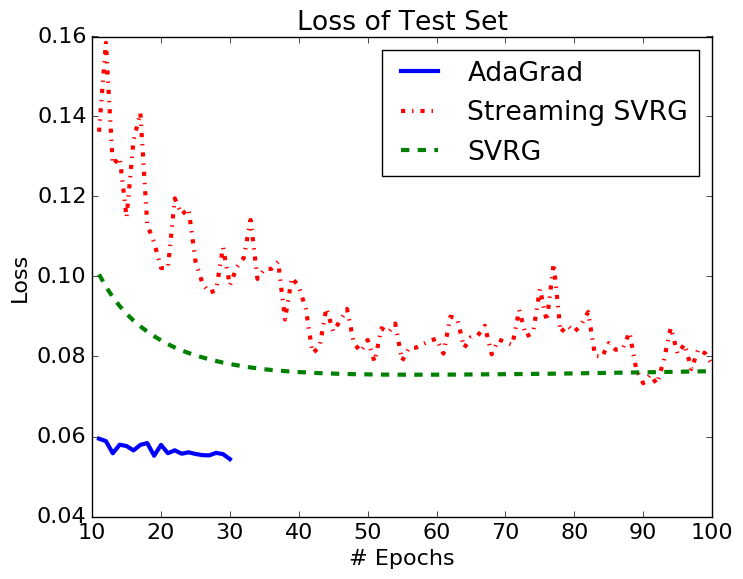 Loss of Test Set
0.16
0.14
0.12
0.10
0.08
0.06
0.04
Loss
AdaGrad
Streaming SVRG
SVRG
10 20 30 40 50 60 70 80 90 100
# Epochs